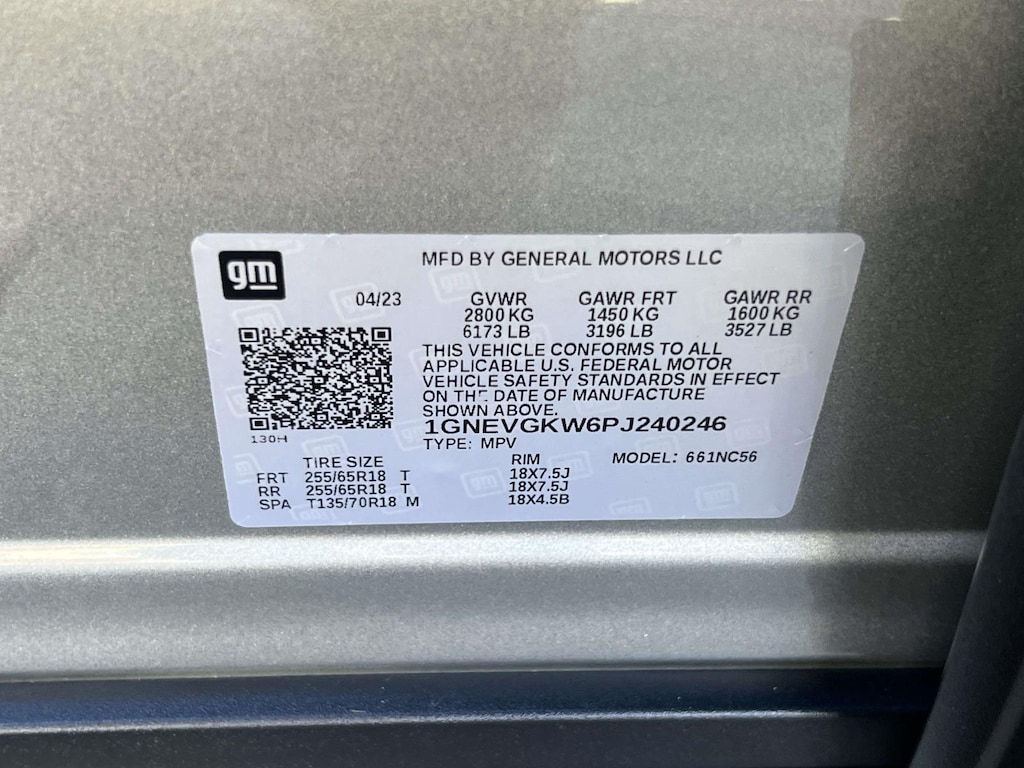 gm
MFD BY GENERAL MOTORS LLC
04/23 GVWR GAWR FRT GAWR RR
2800 KG 1450 KG 1600 KG
6173 LB 3196 LB 3527 LB
THIS VEHICLE CONFORMS TO ALL
APPLICABLE U.S. FEDERAL MOTOR
VEHICLE SAFETY STANDARDS IN EFFECT
ON THE DATE OF MANUFACTURE
SHOWN ABOVE.
1GNEVGKW6PJ240246
130H
TYPE: MPV
TIRE SIZE RIM MODEL: 661NC56
FRT 255/65R18 T 18X7.5J
RR 255/65R18 T 18X7.5J
SPA T135/70R18 M 18X4.5B